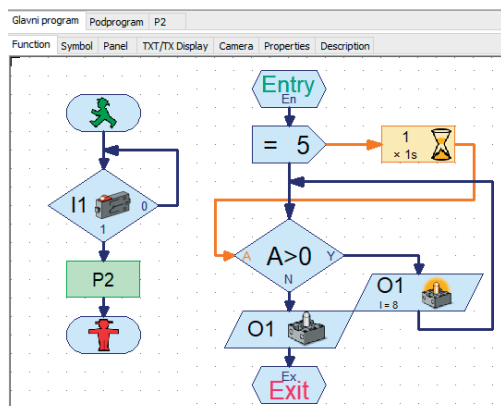 Glavni program Podprogram P2
Function Symbol Panel TXT/TX Display Camera Properties Description
I1
0
1
P2
Entry
En
= 5
1
× 1s
A
A>0
Y
N
O1
I = 8
O1
Ex
Exit